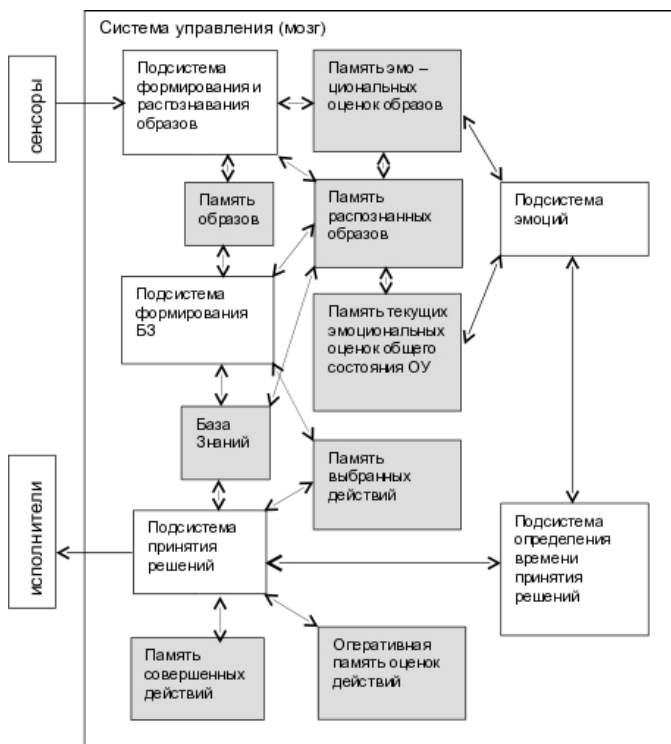 Система управления (мозг)
сенсоры
Подсистема
формирования и
распознавания
образов
Память эмо –
циональных
оценок образов
Память
образов
Память
распознанных
образов
Подсистема
эмоций
Подсистема
формирования
БЗ
Память текущих
эмоциональных
оценок общего
состояния ОУ
База
Знаний
Память
выбранных
действий
исполнители
Подсистема
принятия
решений
Подсистема
определения
времени
принятия
решений
Память
совершенных
действий
Оперативная
память оценок
действий